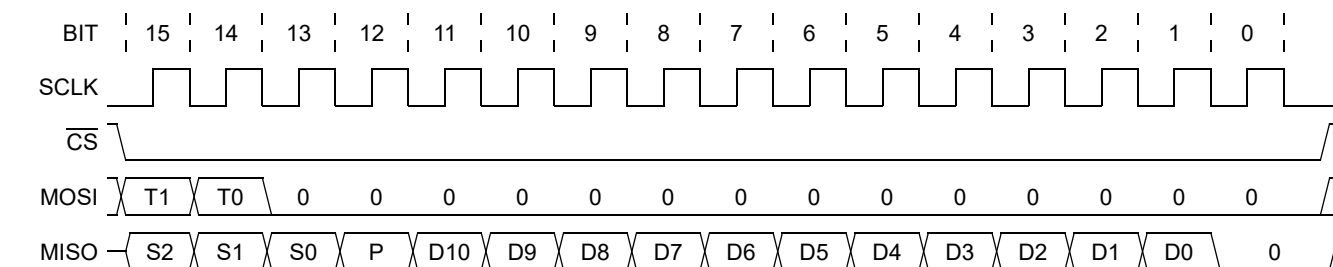 BIT 15 14 13 12 11 10 9 8 7 6 5 4 3 2 1 0
SCLK
CS
MOSI T1 T0 0 0 0 0 0 0 0 0 0 0 0 0 0 0
MISO S2 S1 S0 P D10 D9 D8 D7 D6 D5 D4 D3 D2 D1 D0 0